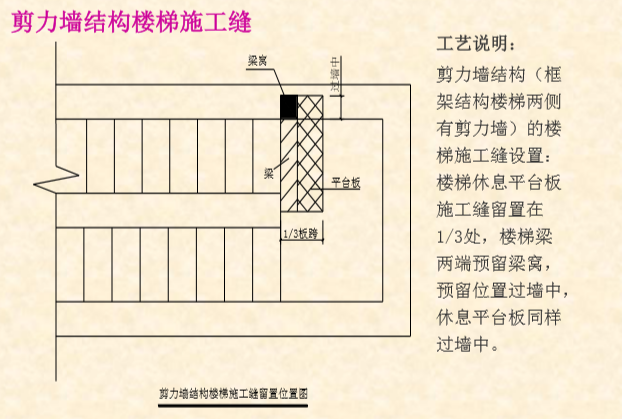 剪力墙结构楼梯施工缝
工艺说明：
剪力墙结构（框
架结构楼梯两侧
有剪力墙）的楼
梯施工缝设置：
楼梯休息平台板
施工缝留置在
1/3处，楼梯梁
两端预留梁窝，
预留位置过墙中，
休息平台板同样
过墙中。
梁窝
过墙中
梁
平台板
1/3板跨
剪力墙结构楼梯施工缝留置位置图